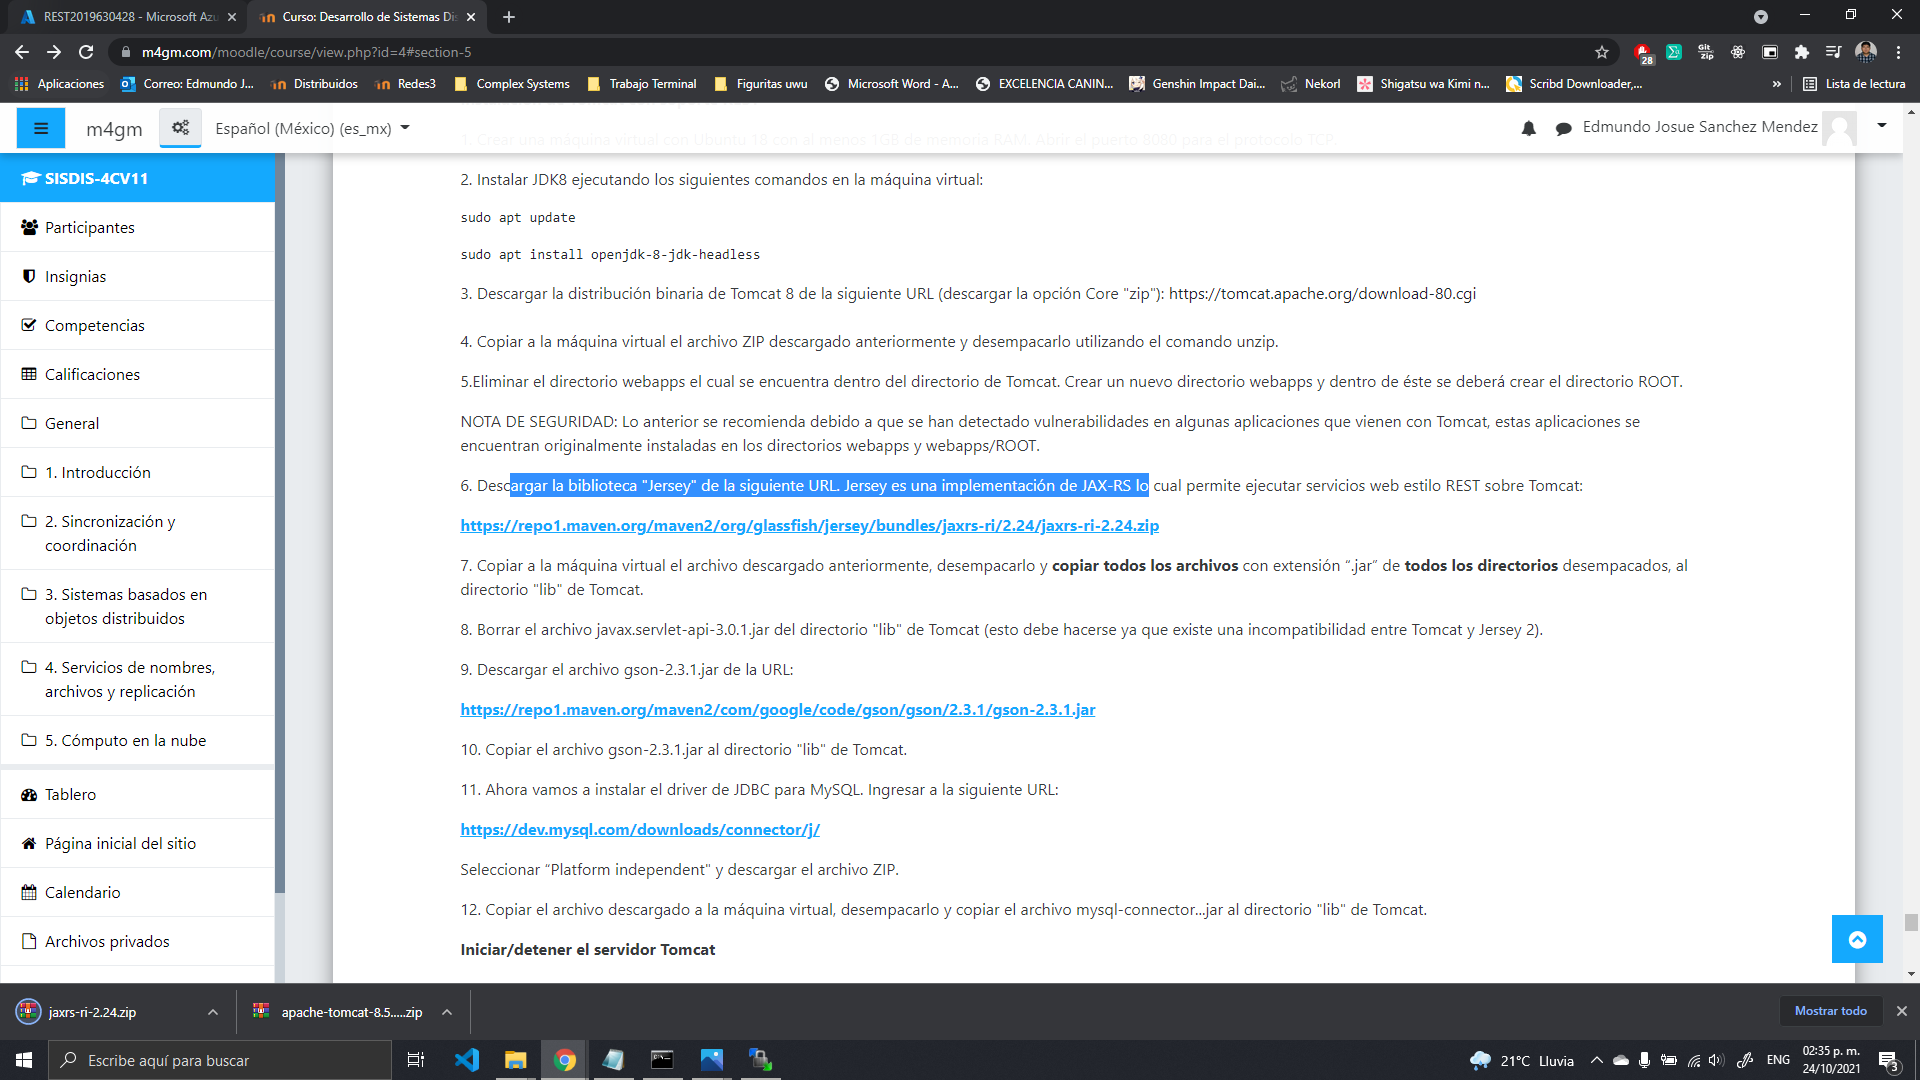 REST2019630428 - Microsoft Azu
Curso: Desarrollo de Sistemas Dis
m4gm.com/moodle/course/view.php?id=4#section-5
28
Git
zip
Aplicaciones
Correo: Edmundo J...
Distribuidos
Redes3
Complex Systems
Trabajo Terminal
Figuritas uwu
Microsoft Word - A...
EXCELENCIA CANIN...
Genshin Impact Dai...
Nekorl
Shigatsu wa Kimi n...
Scribd Downloader,...
»
Lista de lectura
m4gm
Español (México) (es_mx)
Edmundo Josue Sanchez Mendez
SISDIS-4CV11
Participantes
Insignias
Competencias
Calificaciones
General
1. Introducción
2. Sincronización y
coordinación
3. Sistemas basados en
objetos distribuidos
4. Servicios de nombres,
archivos y replicación
5. Cómputo en la nube
Tablero
Página inicial del sitio
Calendario
Archivos privados
1. Crear una máquina virtual con Ubuntu 18 con al menos 1GB de memoria RAM. Abrir el puerto 8080 para el protocolo TCP.
2. Instalar JDK8 ejecutando los siguientes comandos en la máquina virtual:
sudo apt update
sudo apt install openjdk-8-jdk-headless
3. Descargar la distribución binaria de Tomcat 8 de la siguiente URL (descargar la opción Core "zip"): https://tomcat.apache.org/download-80.cgi
4. Copiar a la máquina virtual el archivo ZIP descargado anteriormente y desempacarlo utilizando el comando unzip.
5.Eliminar el directorio webapps el cual se encuentra dentro del directorio de Tomcat. Crear un nuevo directorio webapps y dentro de éste se deberá crear el directorio ROOT.
NOTA DE SEGURIDAD: Lo anterior se recomienda debido a que se han detectado vulnerabilidades en algunas aplicaciones que vienen con Tomcat, estas aplicaciones se
encuentran originalmente instaladas en los directorios webapps y webapps/ROOT.
6. Descargar la biblioteca "Jersey" de la siguiente URL. Jersey es una implementación de JAX-RS lo cual permite ejecutar servicios web estilo REST sobre Tomcat:
https://repo1.maven.org/maven2/org/glassfish/jersey/bundles/jaxrs-ri/2.24/jaxrs-ri-2.24.zip
7. Copiar a la máquina virtual el archivo descargado anteriormente, desempacarlo y copiar todos los archivos con extensión “.jar” de todos los directorios desempacados, al
directorio "lib" de Tomcat.
8. Borrar el archivo javax.servlet-api-3.0.1.jar del directorio "lib" de Tomcat (esto debe hacerse ya que existe una incompatibilidad entre Tomcat y Jersey 2).
9. Descargar el archivo gson-2.3.1.jar de la URL:
https://repo1.maven.org/maven2/com/google/code/gson/gson/2.3.1/gson-2.3.1.jar
10. Copiar el archivo gson-2.3.1.jar al directorio "lib" de Tomcat.
11. Ahora vamos a instalar el driver de JDBC para MySQL. Ingresar a la siguiente URL:
https://dev.mysql.com/downloads/connector/j/
Seleccionar “Platform independent" y descargar el archivo ZIP.
12. Copiar el archivo descargado a la máquina virtual, desempacarlo y copiar el archivo mysql-connector...jar al directorio "lib" de Tomcat.
Iniciar/detener el servidor Tomcat
jaxrs-ri-2.24.zip
apache-tomcat-8.5.....zip
Mostrar todo
Escribe aquí para buscar
21°C Lluvia
ENG
02:35 p. m.
24/10/2021
3